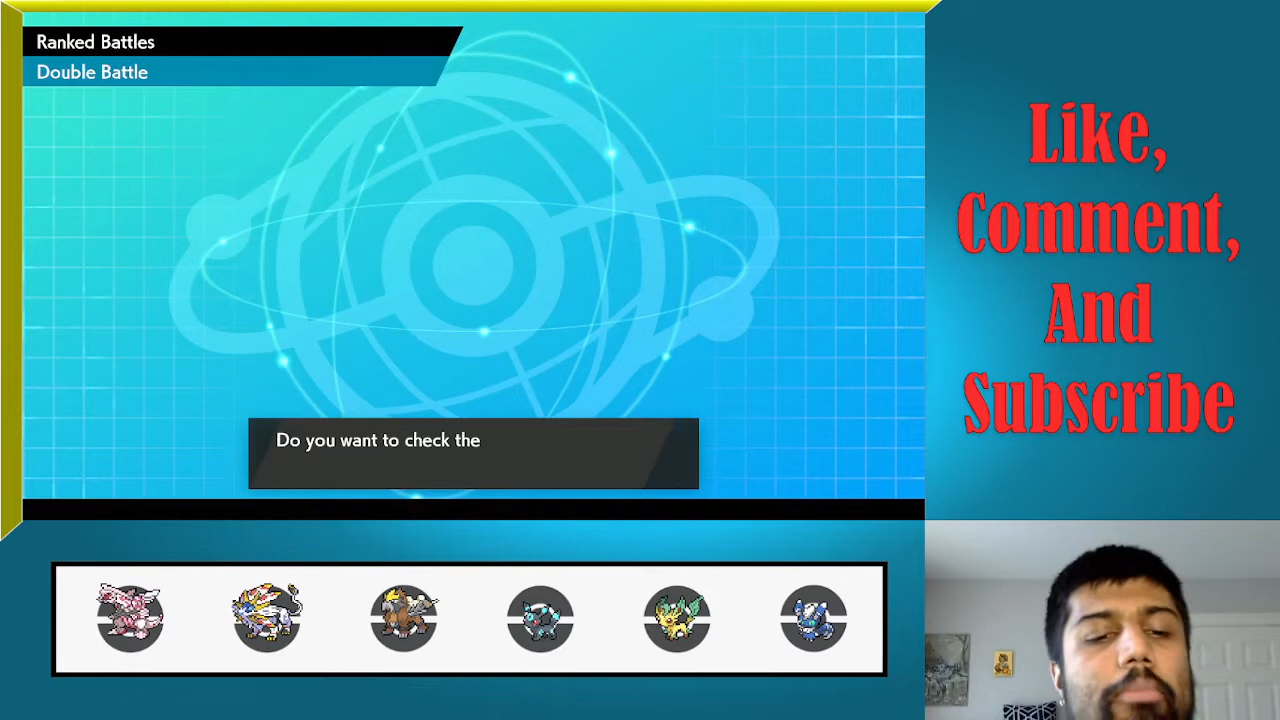 Ranked Battles
Double Battle
Do you want to check the
Like,
Comment,
And
Subscribe